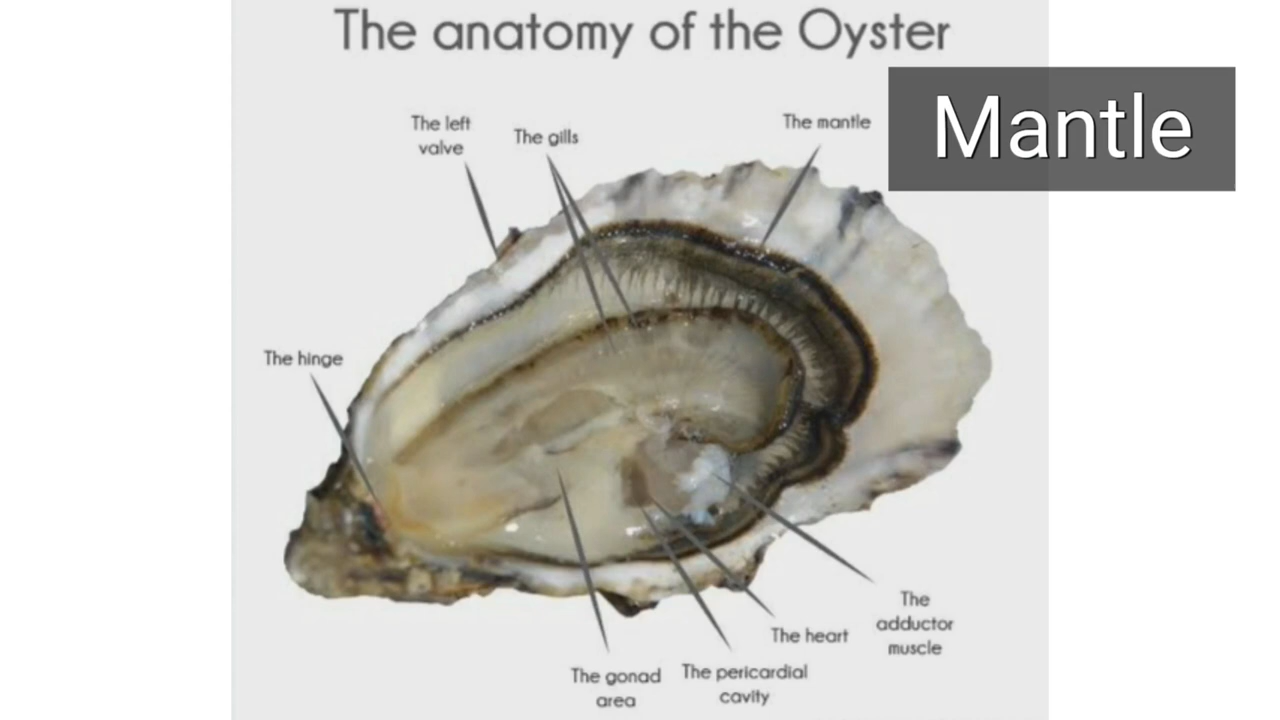 The anatomy of the Oyster
Mantle
The left
valve
The gills
The mantle
The hinge
The
adductor
muscle
The heart
The gonad
area
The pericardial
cavity